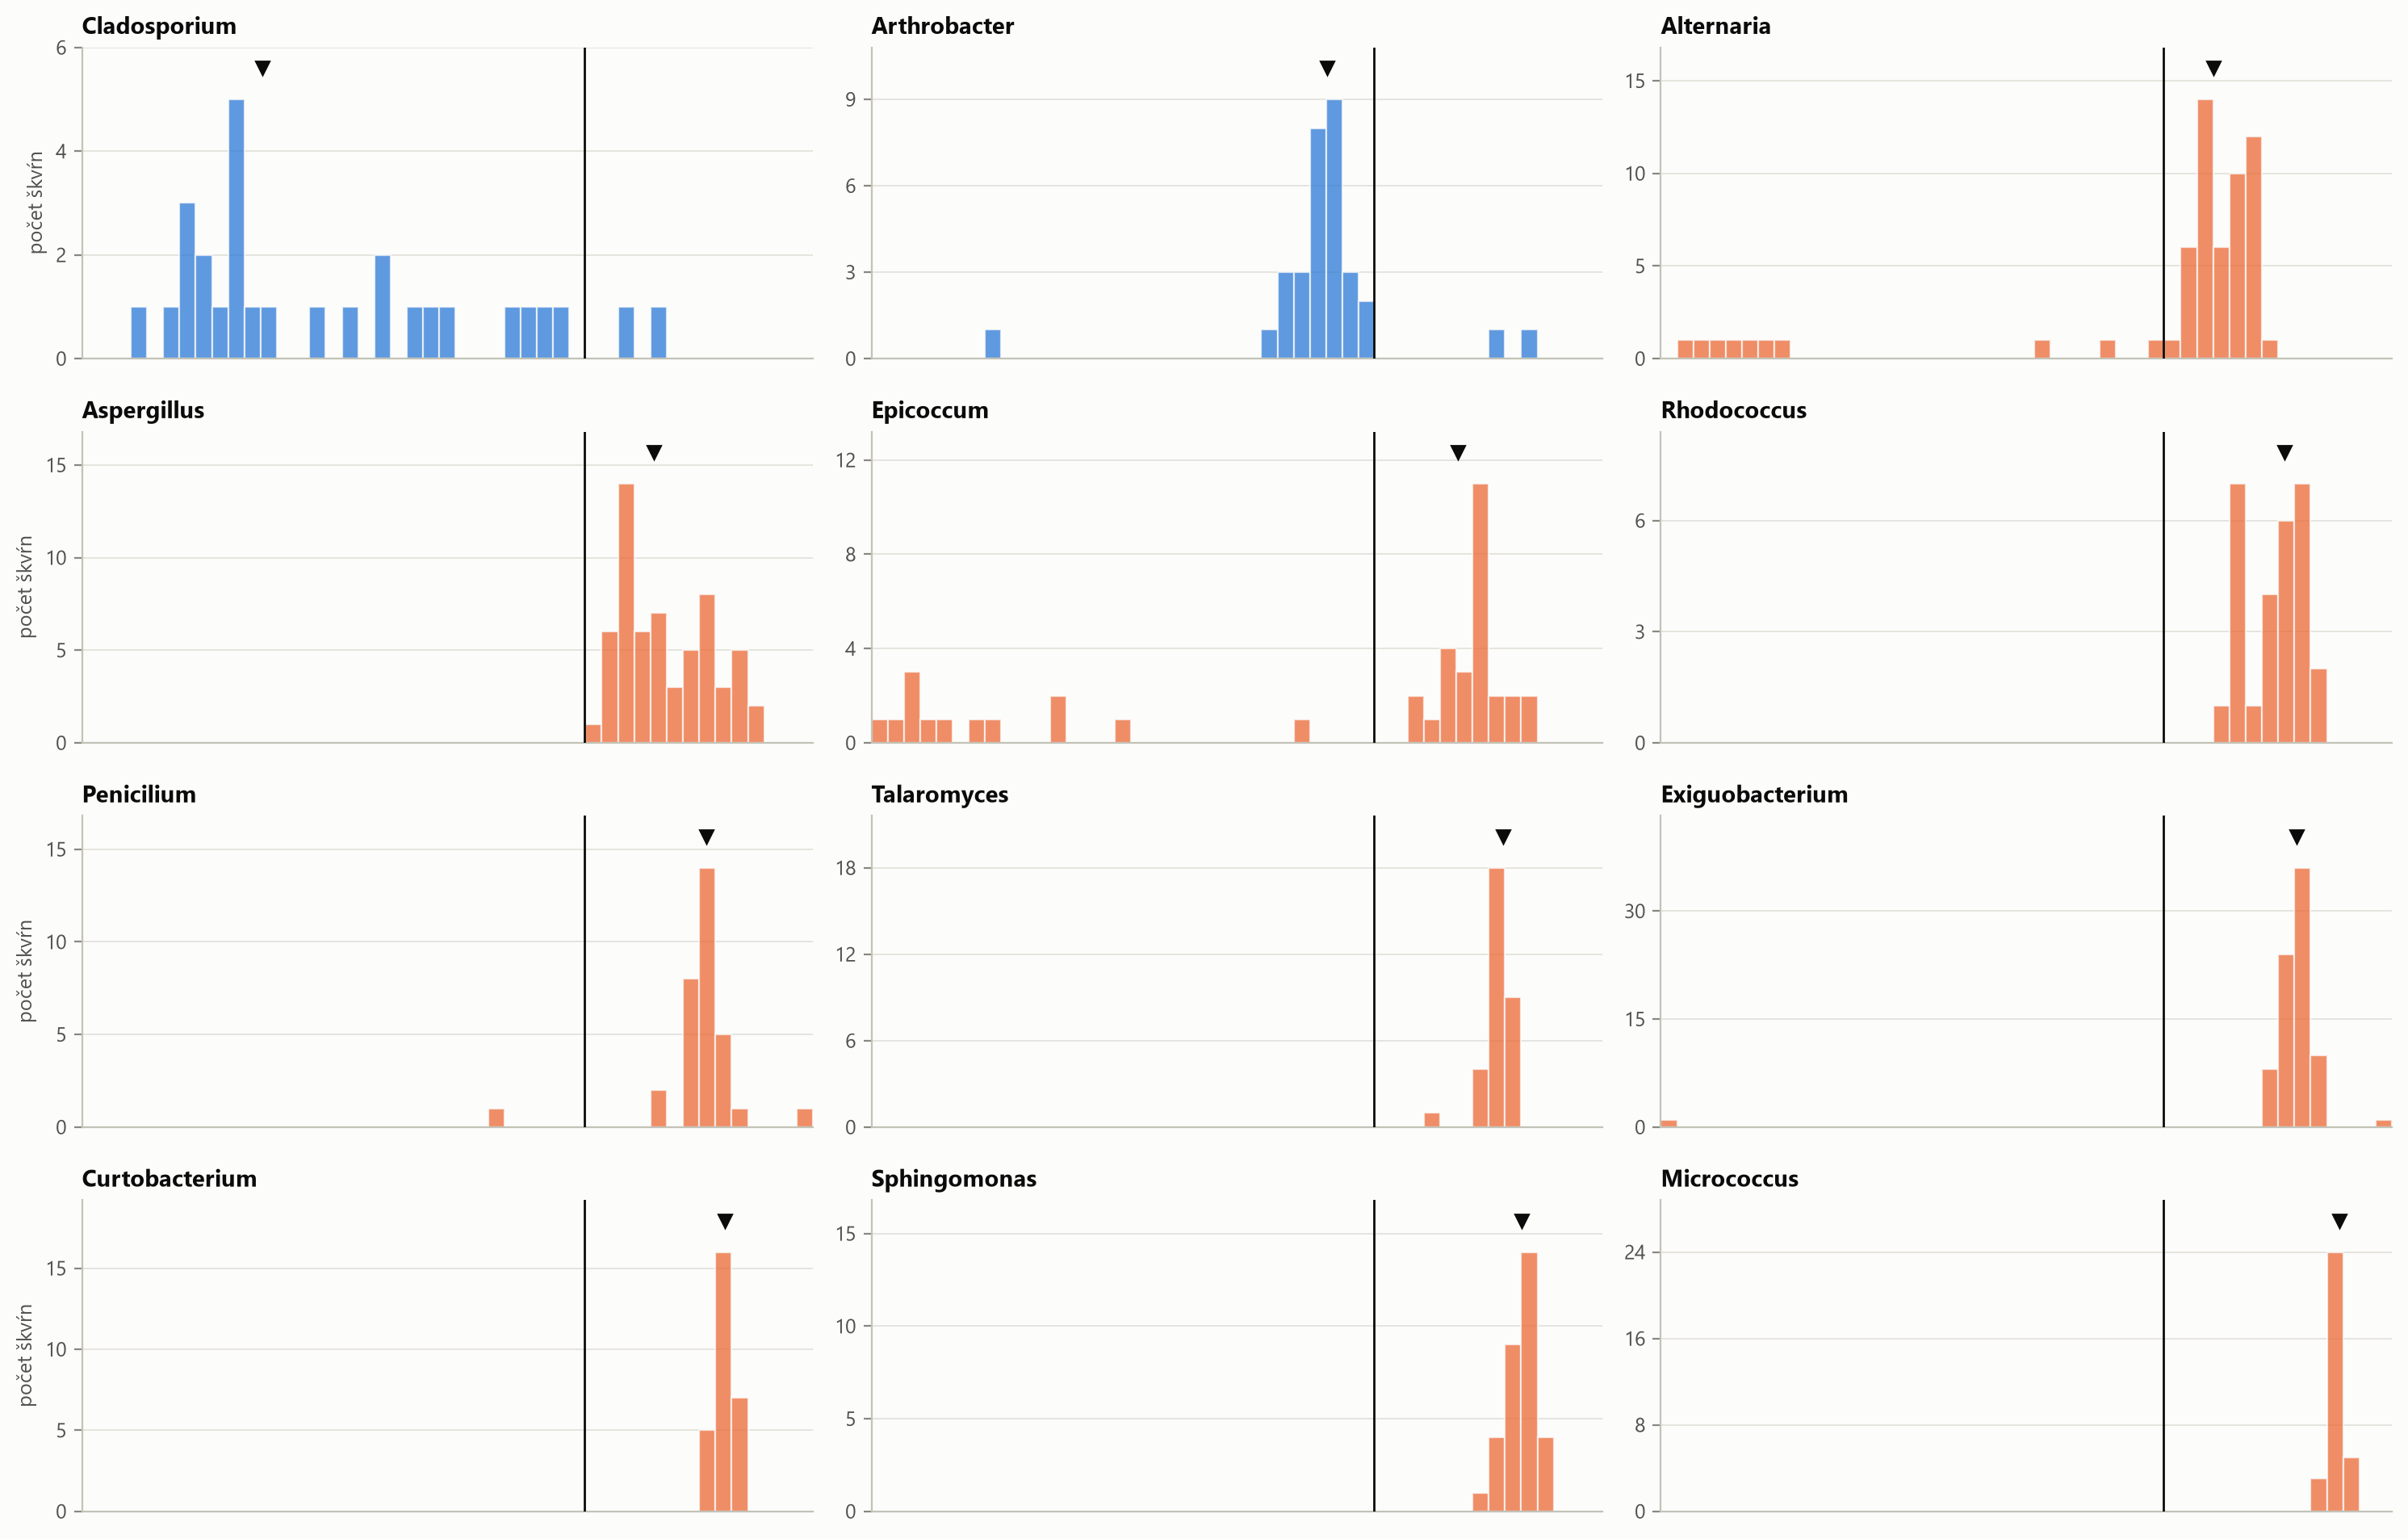 Cladosporium
Arthrobacter
Alternaria
počet škvŕn
6
4
2
0
9
6
3
0
15
10
5
0
Aspergillus
Epicoccum
Rhodococcus
počet škvŕn
15
10
5
0
12
8
4
0
6
3
0
Penicilium
Talaromyces
Exiguobacterium
počet škvŕn
15
10
5
0
18
12
6
0
30
15
0
Curtobacterium
Sphingomonas
Micrococcus
počet škvŕn
15
10
5
0
15
10
5
0
24
16
8
0